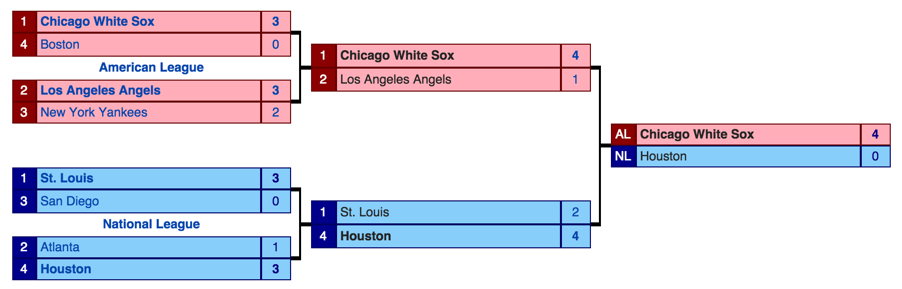 1 Chicago White Sox 3
4 Boston 0
American League
2 Los Angeles Angels 3
3 New York Yankees 2
1 Chicago White Sox 4
2 Los Angeles Angels 1
AL Chicago White Sox 4
NL Houston 0
1 St. Louis 3
3 San Diego 0
National League
2 Atlanta 1
4 Houston 3
1 St. Louis 2
4 Houston 4